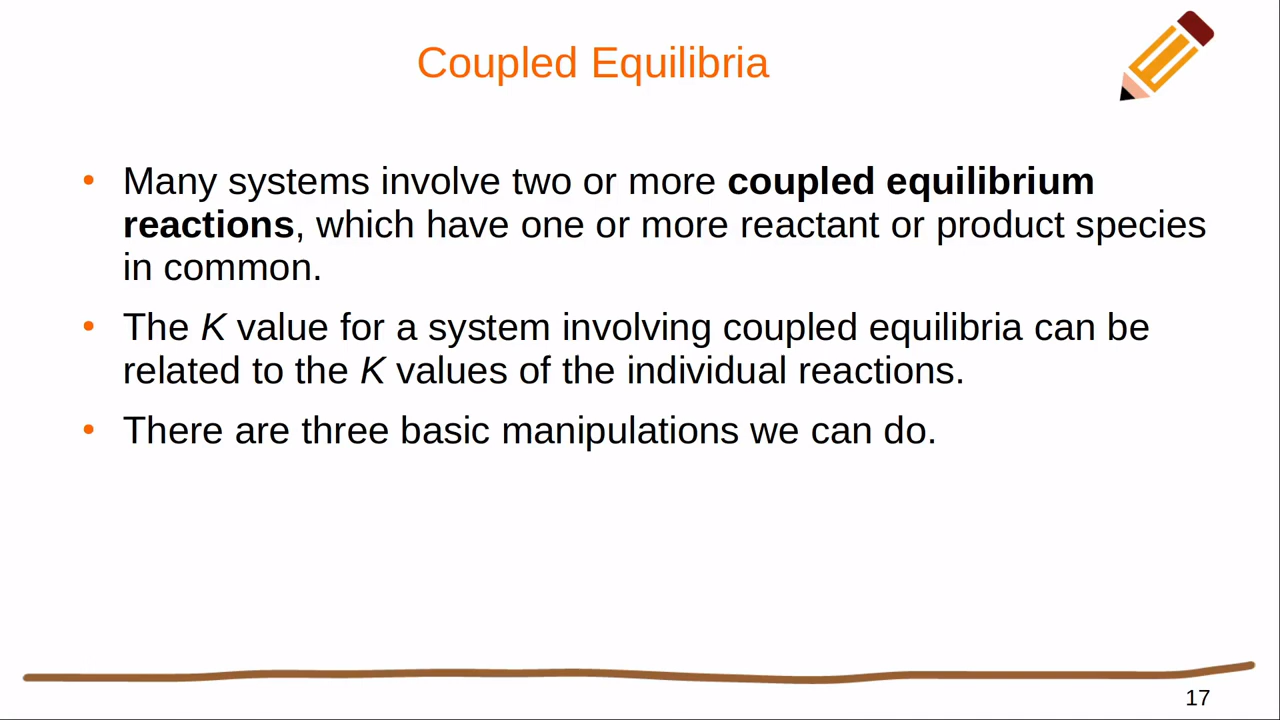 Coupled Equilibria
• Many systems involve two or more coupled equilibrium
reactions, which have one or more reactant or product species
in common.
• The K value for a system involving coupled equilibria can be
related to the K values of the individual reactions.
• There are three basic manipulations we can do.
17